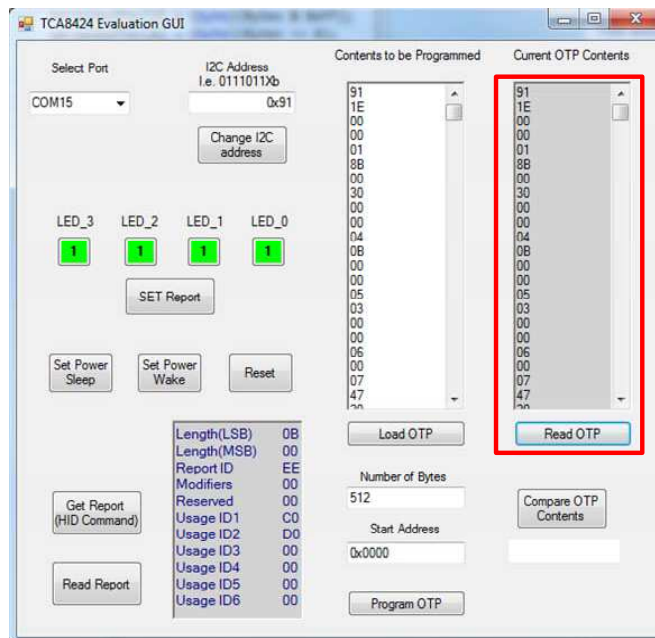 TCA8424 Evaluation GUI
Select Port
COM15
I2C Address
I.e. 0111011Xb
0x91
Change I2C
address
LED_3 LED_2 LED_1 LED_0
1 1 1 1
SET Report
Set Power
Sleep
Set Power
Wake
Reset
Get Report
(HID Command)
Read Report
Length(LSB) 0B
Length(MSB) 00
Report ID EE
Modifiers 00
Reserved 00
Usage ID1 C0
Usage ID2 D0
Usage ID3 00
Usage ID4 00
Usage ID5 00
Usage ID6 00
Contents to be Programmed
91
1E
00
00
01
8B
00
30
00
00
04
0B
00
00
05
03
00
00
06
00
07
47
Load OTP
Number of Bytes
512
Start Address
0x0000
Program OTP
Current OTP Contents
91
1E
00
00
01
8B
00
30
00
00
04
0B
00
00
05
03
00
00
06
00
07
47
Read OTP
Compare OTP
Contents